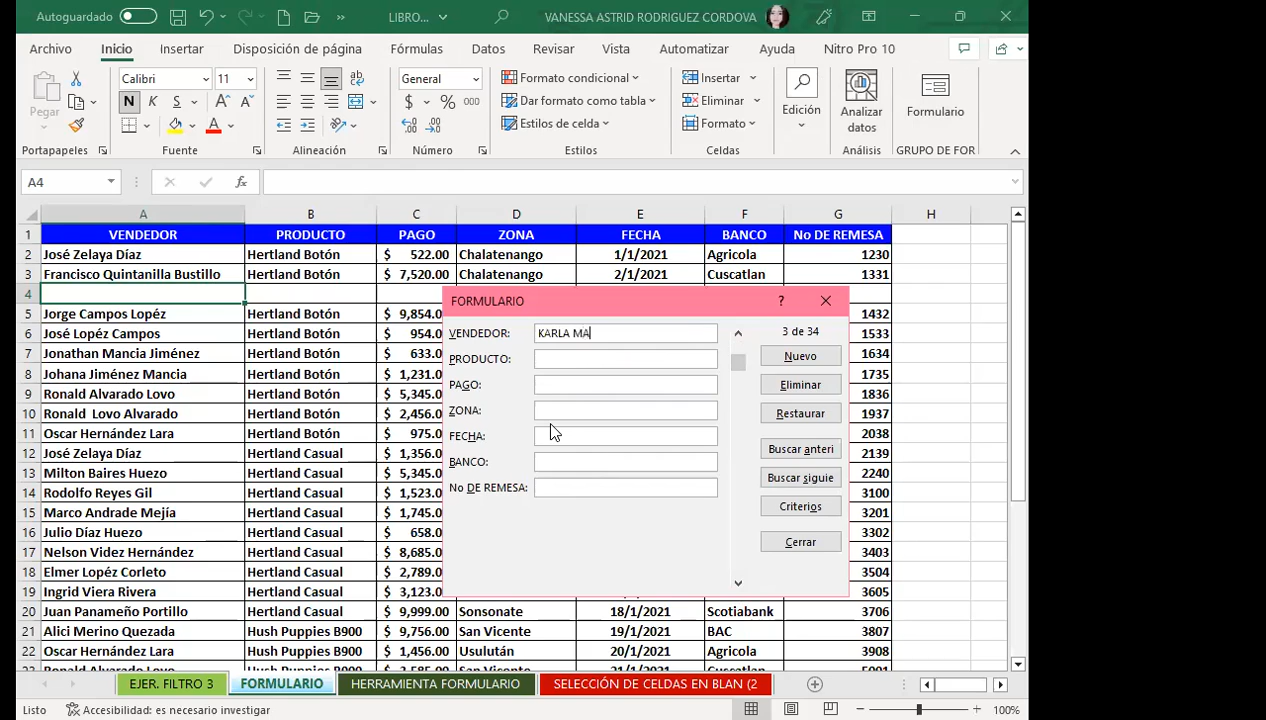 Autoguardado LIBRO... VANESSA ASTRID RODRIGUEZ CORDOVA
Archivo Inicio Insertar Disposición de página Fórmulas Datos Revisar Vista Automatizar Ayuda Nitro Pro 10
Pegar Calibri 11 General Formato condicional Insertar Edición Analizar datos Formulario
N K S $ % 000 Dar formato como tabla Eliminar
A Estilos de celda Formato
Portapapeles Fuente Alineación Número Estilos Celdas Análisis GRUPO DE FOR
A4 fx
A B C D E F G H
1 VENDEDOR PRODUCTO PAGO ZONA FECHA BANCO No DE REMESA
2 José Zelaya Díaz Hertland Botón $ 522.00 Chalatenango 1/1/2021 Agricola 1230
3 Francisco Quintanilla Bustillo Hertland Botón $ 7,520.00 Chalatenango 2/1/2021 Cuscatlan 1331
4
5 Jorge Campos Lopéz Hertland Botón $ 9,854.0 1432
6 José Lopéz Campos Hertland Botón $ 954.0 1533
7 Jonathan Mancia Jiménez Hertland Botón $ 633.0 1634
8 Johana Jiménez Mancia Hertland Botón $ 1,231.0 1735
9 Ronald Alvarado Lovo Hertland Botón $ 5,345.0 1836
10 Ronald Lovo Alvarado Hertland Botón $ 2,456.0 1937
11 Oscar Hernández Lara Hertland Botón $ 975.0 2038
12 José Zelaya Díaz Hertland Casual $ 1,356.0 2139
13 Milton Baires Huezo Hertland Casual $ 5,345.0 2240
14 Rodolfo Reyes Gil Hertland Casual $ 1,523.0 3100
15 Marco Andrade Mejía Hertland Casual $ 1,745.0 3201
16 Julio Díaz Huezo Hertland Casual $ 658.0 3302
17 Nelson Videz Hernández Hertland Casual $ 8,685.0 3403
18 Elmer Lopéz Corleto Hertland Casual $ 2,789.0 3504
19 Ingrid Viera Rivera Hertland Casual $ 3,123.0 3605
20 Juan Panameño Portillo Hertland Casual $ 9,999.00 Sonsonate 18/1/2021 Scotiabank 3706
21 Alici Merino Quezada Hush Puppies B900 $ 9,756.00 San Vicente 19/1/2021 BAC 3807
22 Oscar Hernández Lara Hush Puppies B900 $ 1,456.00 Usulután 20/1/2021 Agricola 3908
FORMULARIO ?
VENDEDOR: KARLA MA 3 de 34
PRODUCTO: Nuevo
PAGO: Eliminar
ZONA: Restaurar
FECHA: Buscar anteri
BANCO: Buscar siguie
No DE REMESA: Criterios
Cerrar
EJER. FILTRO 3 FORMULARIO HERRAMIENTA FORMULARIO SELECCIÓN DE CELDAS EN BLAN (2
Listo Accesibilidad: es necesario investigar 100%